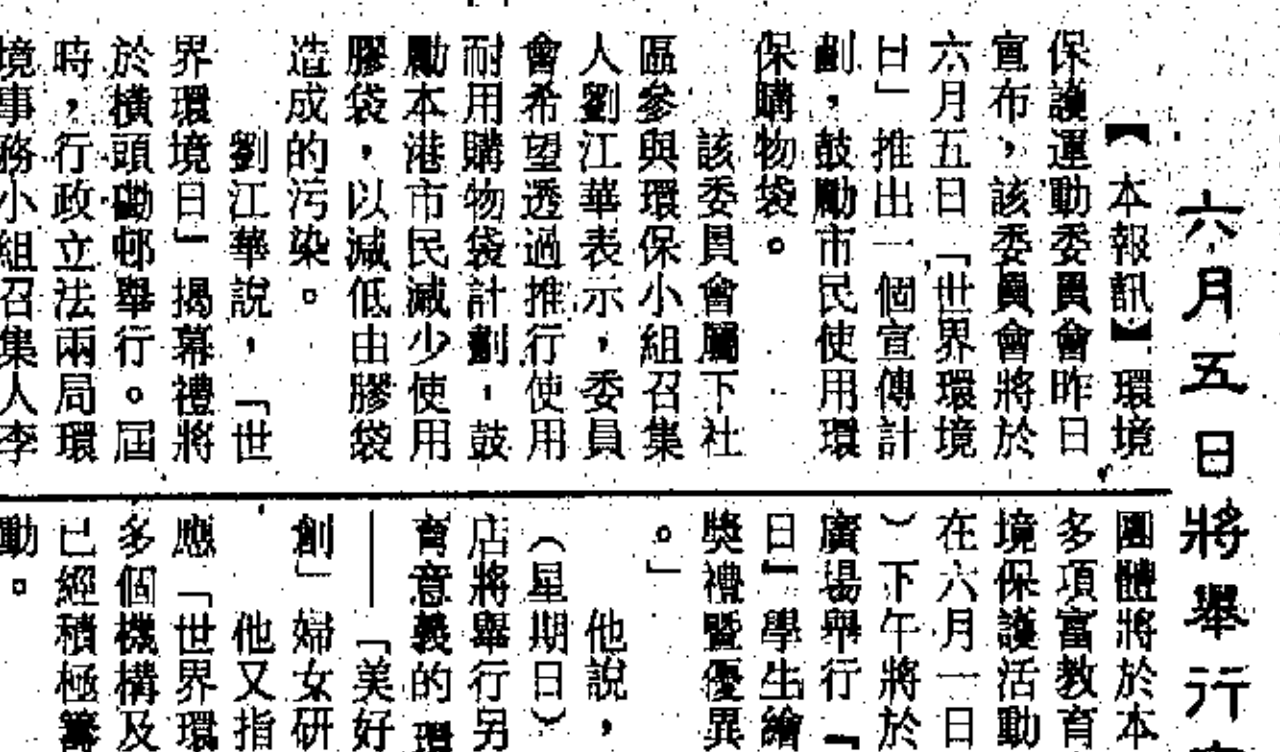 六月五日將舉行
【本報訊】環境
保護運動委員會昨日
宣布，該委員會將於
六月五日「世界環境
日」推出一個宣傳計
劃，鼓勵市民使用環
保購物袋。
該委員會屬下社
區參與環保小組召集
人劉江華表示，委員
會希望透過推行使用
耐用購物袋計劃，鼓
勵本港市民減少使用
膠袋，以減低由膠袋
造成的污染。
劉江華說，「世
界環境日」揭幕禮將
於橫頭磡邨舉行。屆
時，行政立法兩局環
境事務小組召集人李
團體將於本
多項富教育
境保護活動
在六月一日
）下午將於
廣場舉行『
日』學生繪
獎禮暨優異
。」
他說，
（星期日）
店將舉行另
育意義的環
——「美好
創」婦女研
他又指
應「世界環
多個機構及
已經積極籌
動。